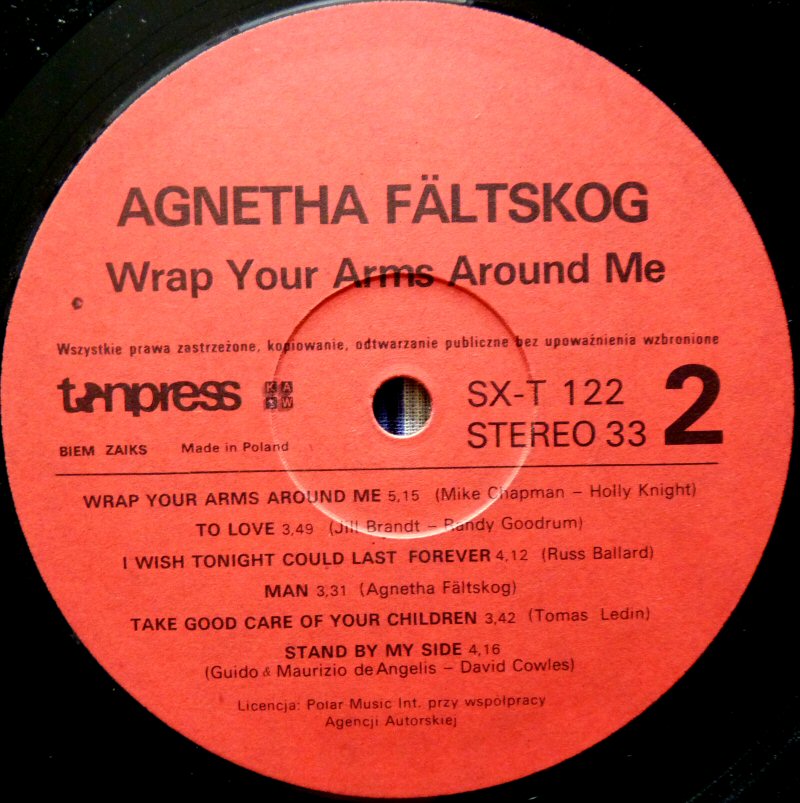 AGNETHA FÄLTSKOG
Wrap Your Arms Around Me
Wszystkie prawa zastrzeżone, kopiowanie, odtwarzanie publiczne bez upoważnienia wzbronione
tonpress KAW
SX-T 122
STEREO 33
2
BIEM ZAIKS Made in Poland
WRAP YOUR ARMS AROUND ME 5,15 (Mike Chapman – Holly Knight)
TO LOVE 3,49 (Jill Brandt – Randy Goodrum)
I WISH TONIGHT COULD LAST FOREVER 4,12 (Russ Ballard)
MAN 3,31 (Agnetha Fältskog)
TAKE GOOD CARE OF YOUR CHILDREN 3,42 (Tomas Ledin)
STAND BY MY SIDE 4,16
(Guido & Maurizio de Angelis – David Cowles)
Licencja: Polar Music Int. przy współpracy
Agencji Autorskiej